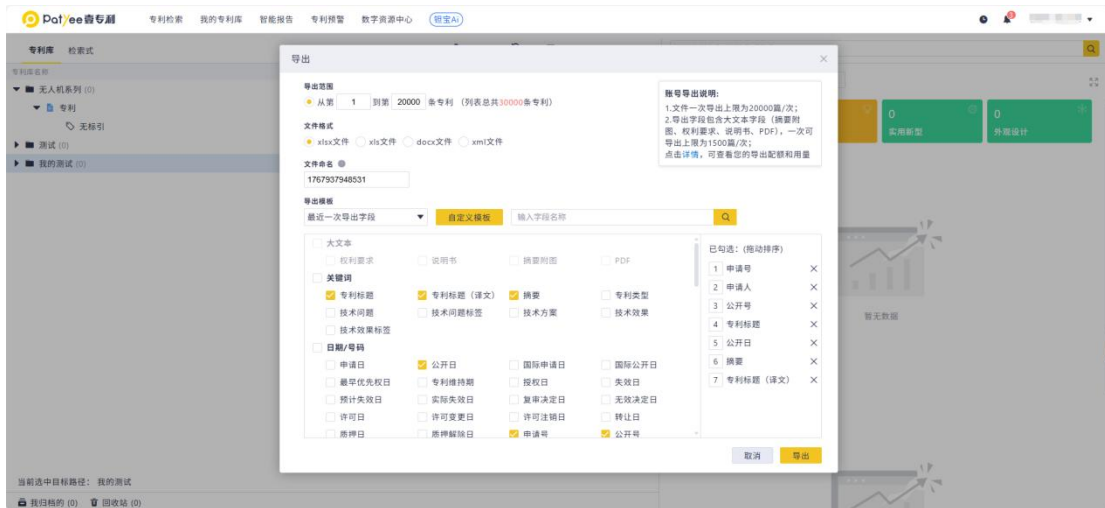 Patyee壹专利 专利检索 我的专利库 智能报告 专利预警 数字资源中心 钽宝Ai
专利库 检索式
专利库名称
无人机系列 (0)
专利
无标引
测试 (0)
我的测试 (0)
导出
导出范围
从第 1 到第 20000 条专利 (列表总共30000条专利)
文件格式
xlsx文件 xls文件 docx文件 xml文件
文件命名
1767937948531
账号导出说明:
1.文件一次导出上限为20000篇/次;
2.导出字段包含大文本字段(摘要附
图、权利要求、说明书、PDF),一次可
导出上限为1500篇/次;
点击详情,可查看您的导出配额和用量
导出模板
最近一次导出字段 自定义模板 输入字段名称
大文本
权利要求 说明书 摘要附图 PDF
关键词
专利标题 专利标题(译文) 摘要 专利类型
技术问题 技术问题标签 技术方案 技术效果
技术效果标签
日期/号码
申请日 公开日 国际申请日 国际公开日
最早优先权日 专利维持期 授权日 失效日
预计失效日 实际失效日 复审决定日 无效决定日
许可日 许可变更日 许可注销日 转让日
质押日 质押解除日 申请号 公开号
已勾选:(拖动排序)
1 申请号
2 申请人
3 公开号
4 专利标题
5 公开日
6 摘要
7 专利标题(译文)
取消 导出
0 0
实用新型 外观设计
暂无数据
当前选中目标路径: 我的测试
我归档的 (0) 回收站 (0)